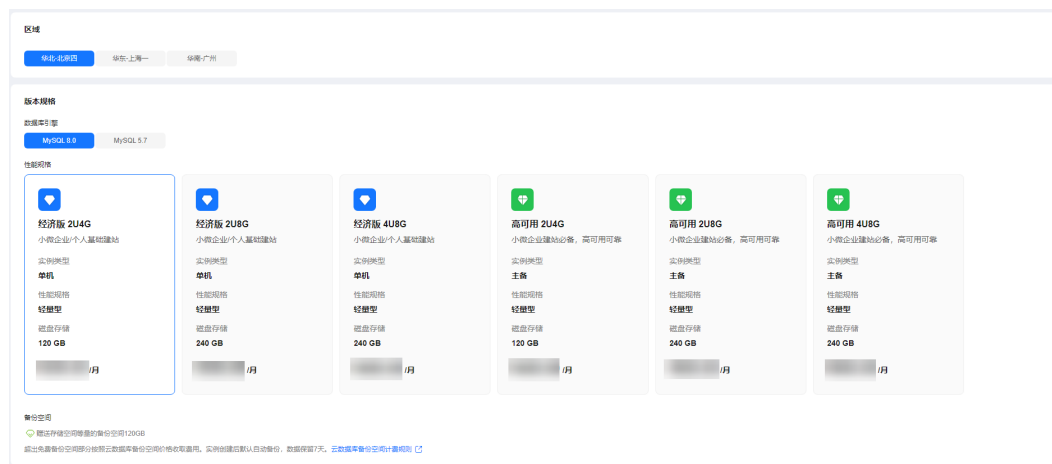 区域
华北-北京四
华东-上海一
华南-广州
版本规格
数据库引擎
MySQL 8.0
MySQL 5.7
性能规格
经济版 2U4G
小微企业/个人基础建站
实例类型
单机
性能规格
轻量型
磁盘存储
120 GB
/月
经济版 2U8G
小微企业/个人基础建站
实例类型
单机
性能规格
轻量型
磁盘存储
240 GB
/月
经济版 4U8G
小微企业/个人基础建站
实例类型
单机
性能规格
轻量型
磁盘存储
240 GB
/月
高可用 2U4G
小微企业建站必备，高可用可靠
实例类型
主备
性能规格
轻量型
磁盘存储
120 GB
/月
高可用 2U8G
小微企业建站必备，高可用可靠
实例类型
主备
性能规格
轻量型
磁盘存储
240 GB
/月
高可用 4U8G
小微企业建站必备，高可用可靠
实例类型
主备
性能规格
轻量型
磁盘存储
240 GB
/月
备份空间
赠送存储空间等量的备份空间120GB
超出免费备份空间部分按照云数据库备份空间价格收取费用。实例创建后默认自动备份，数据保留7天。云数据库备份空间计费规则